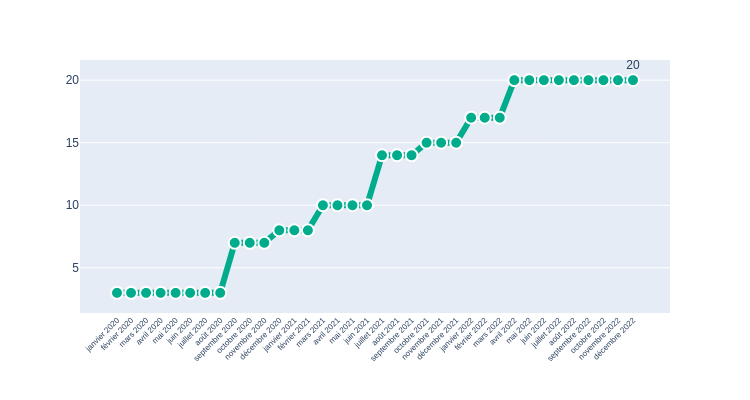 20
20
15
10
5
janvier 2020
février 2020
mars 2020
avril 2020
mai 2020
juin 2020
juillet 2020
août 2020
septembre 2020
octobre 2020
novembre 2020
décembre 2020
janvier 2021
février 2021
mars 2021
avril 2021
mai 2021
juin 2021
juillet 2021
août 2021
septembre 2021
octobre 2021
novembre 2021
décembre 2021
janvier 2022
février 2022
mars 2022
avril 2022
mai 2022
juin 2022
juillet 2022
août 2022
septembre 2022
octobre 2022
novembre 2022
décembre 2022